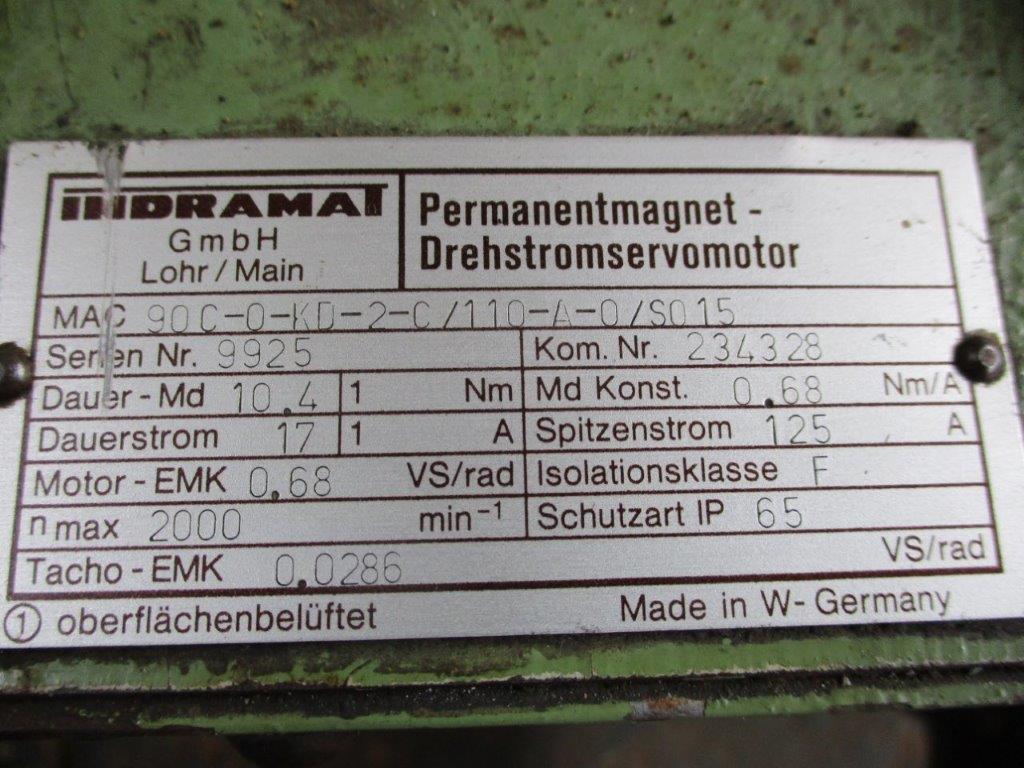 INDRAMAT
GmbH
Lohr / Main
Permanentmagnet -
Drehstromservomotor
MAC 90C-0-KD-2-C/110-A-0/S015
Serien Nr. 9925
Kom. Nr. 234328
Dauer - Md 10.4 1 Nm
Md Konst. 0.68 Nm/A
Dauerstrom 17 1 A
Spitzenstrom 125 A
Motor - EMK 0.68 VS/rad
Isolationsklasse F
n max 2000 min⁻¹
Schutzart IP 65
Tacho - EMK 0.0286 VS/rad
① oberflächenbelüftet
Made in W- Germany